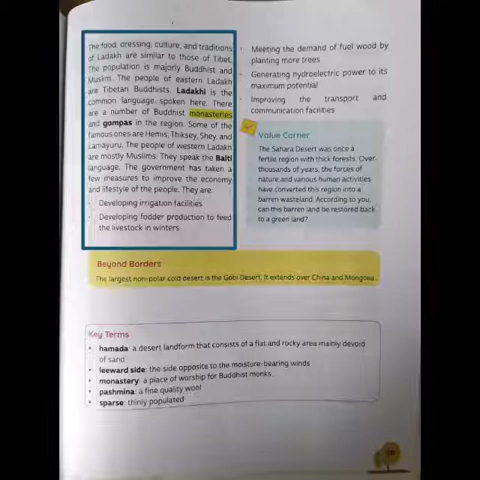 The food, dressing, culture, and traditions
of Ladakh are similar to those of Tibet.
The population is majorly Buddhist and
Muslim. The people of eastern Ladakh
are Tibetan Buddhists. Ladakhi is the
common language spoken here. There
are a number of Buddhist monasteries
and gompas in the region. Some of the
famous ones are Hemis, Thiksey, Shey, and
Lamayuru. The people of western Ladakh
are mostly Muslims. They speak the Balti
language. The government has taken a
few measures to improve the economy
and lifestyle of the people. They are:
• Developing irrigation facilities
• Developing fodder production to feed
the livestock in winters
• Meeting the demand of fuel wood by
planting more trees
• Generating hydroelectric power to its
maximum potential
• Improving the transport and
communication facilities
Value Corner
The Sahara Desert was once a
fertile region with thick forests. Over
thousands of years, the forces of
nature and various human activities
have converted this region into a
barren wasteland. According to you,
can this barren land be restored back
to a green land?
Beyond Borders
The largest non-polar cold desert is the Gobi Desert. It extends over China and Mongolia.
Key Terms
• hamada: a desert landform that consists of a flat and rocky area mainly devoid
of sand
• leeward side: the side opposite to the moisture-bearing winds
• monastery: a place of worship for Buddhist monks
• pashmina: a fine quality wool
• sparse: thinly populated